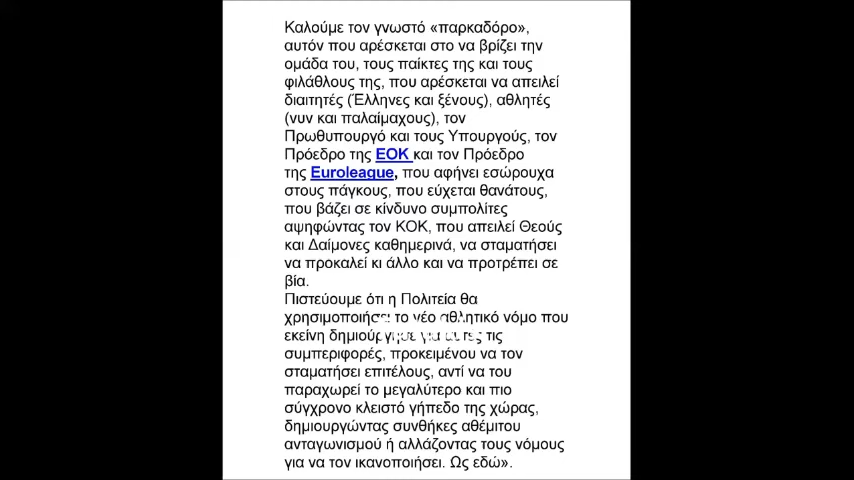 Καλούμε τον γνωστό «παρκαδόρο»,
αυτόν που αρέσκεται στο να βρίζει την
ομάδα του, τους παίκτες της και τους
φιλάθλους της, που αρέσκεται να απειλεί
διαιτητές (Έλληνες και ξένους), αθλητές
(νυν και παλαίμαχους), τον
Πρωθυπουργό και τους Υπουργούς, τον
Πρόεδρο της ΕΟΚ και τον Πρόεδρο
της Euroleague, που αφήνει εσώρουχα
στους πάγκους, που εύχεται θανάτους,
που βάζει σε κίνδυνο συμπολίτες
αψηφώντας τον ΚΟΚ, που απειλεί Θεούς
και Δαίμονες καθημερινά, να σταματήσει
να προκαλεί κι άλλο και να προτρέπει σε
βία.
Πιστεύουμε ότι η Πολιτεία θα
χρησιμοποιήσει το νέο αθλητικό νόμο που
εκείνη δημιούργησε για τις
συμπεριφορές, προκειμένου να τον
σταματήσει επιτέλους, αντί να του
παραχωρεί το μεγαλύτερο και πιο
σύγχρονο κλειστό γήπεδο της χώρας,
δημιουργώντας συνθήκες αθέμιτου
ανταγωνισμού ή αλλάζοντας τους νόμους
για να τον ικανοποιήσει. Ως εδώ».